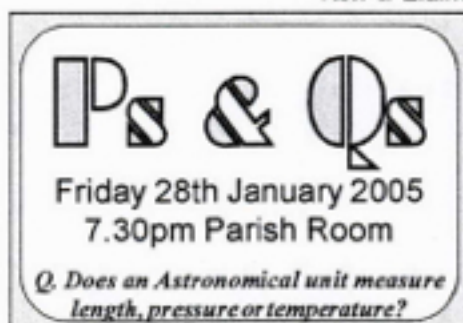 Ps & Qs
Friday 28th January 2005
7.30pm Parish Room
Q. Does an Astronomical unit measure
length, pressure or temperature?